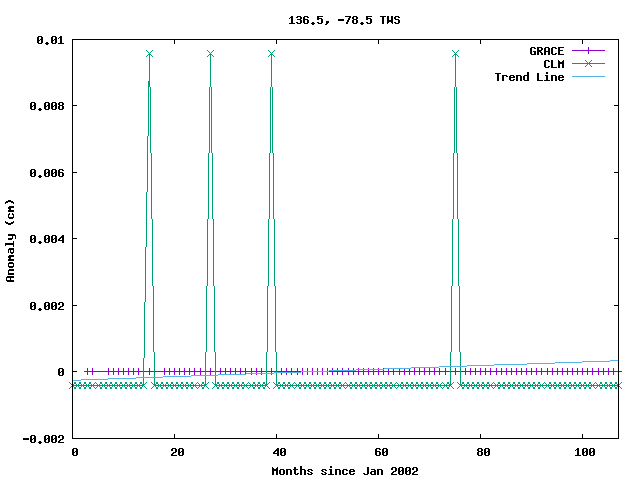 136.5, -78.5 TWS
GRACE
CLM
Trend Line
0.01
0.008
0.006
0.004
0.002
0
-0.002
Anomaly (cm)
0 20 40 60 80 100
Months since Jan 2002